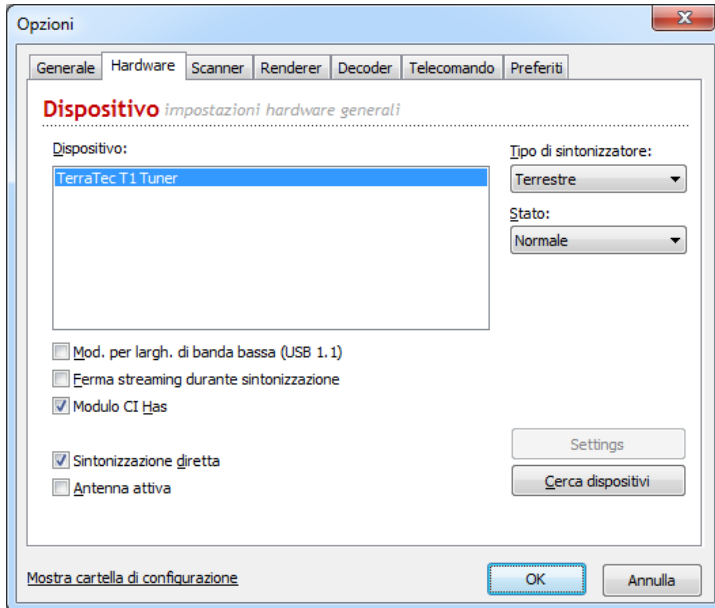 Opzioni
Generale Hardware Scanner Renderer Decoder Telecomando Preferiti
Dispositivo impostazioni hardware generali
Dispositivo:
TerraTec T1 Tuner
Tipo di sintonizzatore:
Terrestre
Stato:
Normale
Mod. per largh. di banda bassa (USB 1.1)
Ferma streaming durante sintonizzazione
Modulo CI Has
Sintonizzazione diretta
Antenna attiva
Settings
Cerca dispositivi
Mostra cartella di configurazione
OK
Annulla